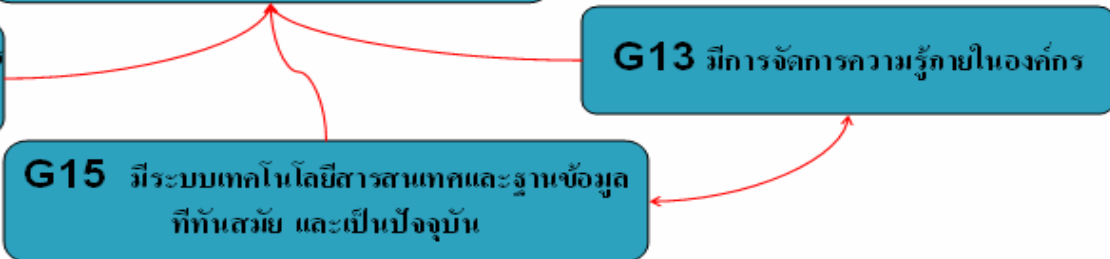 G13 มีการจัดการความรู้ภายในองค์กร
G15 มีระบบเทคโนโลยีสารสนเทศและฐานข้อมูล
ที่ทันสมัย และเป็นปัจจุบัน